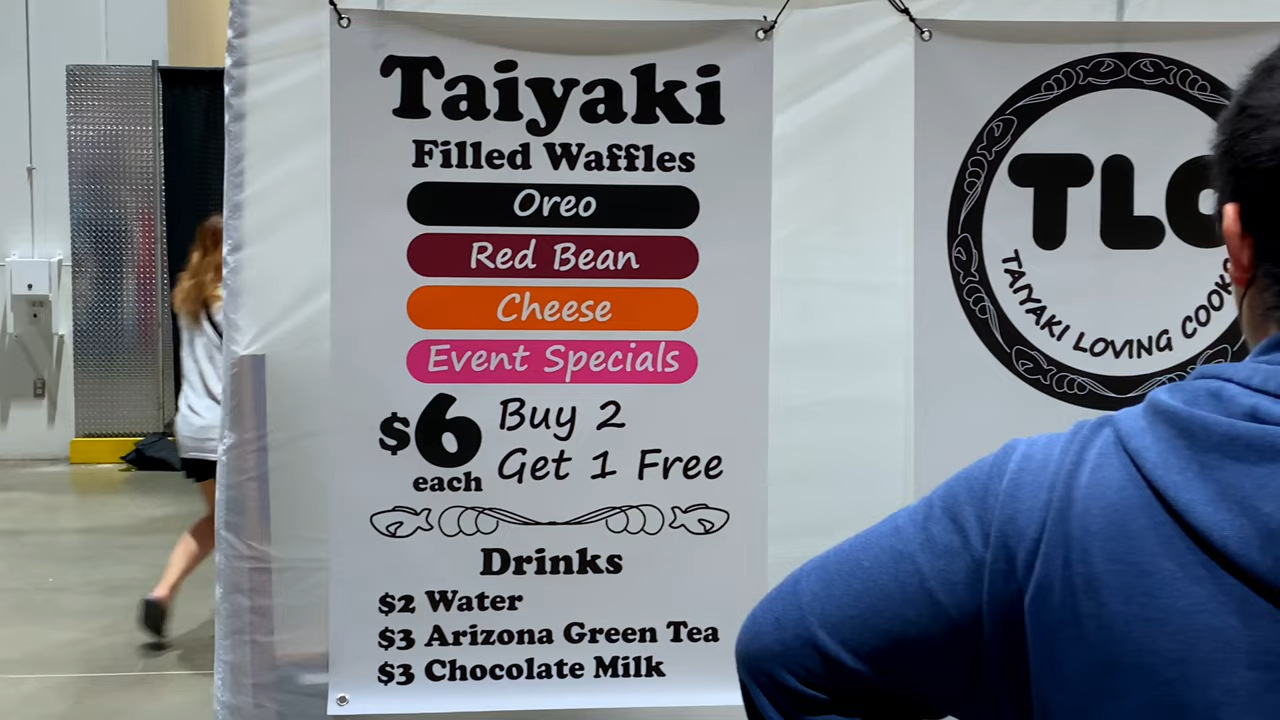 Taiyaki
Filled Waffles
Oreo
Red Bean
Cheese
Event Specials
$6 each
Buy 2
Get 1 Free
Drinks
$2 Water
$3 Arizona Green Tea
$3 Chocolate Milk
TLC
TAIYAKI LOVING